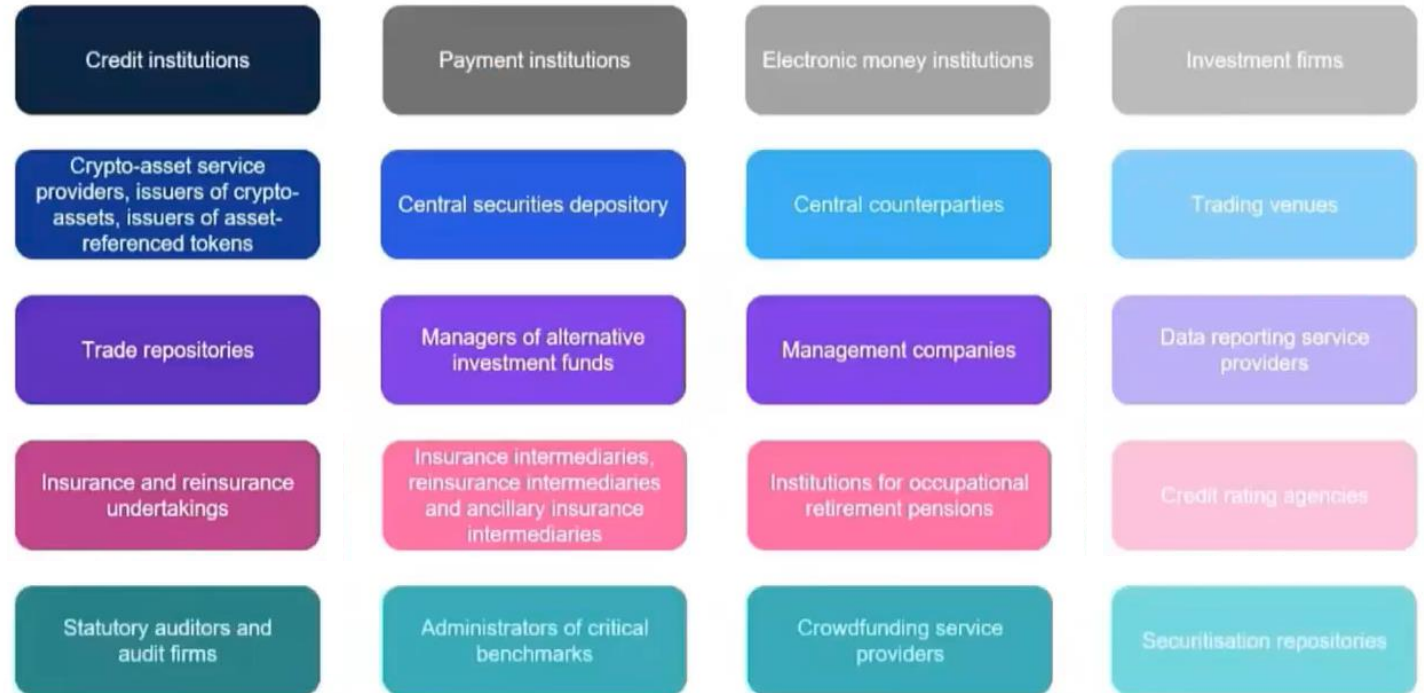 Credit institutions
Payment institutions
Electronic money institutions
Investment firms
Crypto-asset service
providers, issuers of crypto-
assets, issuers of asset-
referenced tokens
Central securities depository
Central counterparties
Trading venues
Trade repositories
Managers of alternative
investment funds
Management companies
Data reporting service
providers
Insurance and reinsurance
undertakings
Insurance intermediaries,
reinsurance intermediaries
and ancillary insurance
intermediaries
Institutions for occupational
retirement pensions
Credit rating agencies
Statutory auditors and
audit firms
Administrators of critical
benchmarks
Crowdfunding service
providers
Securitisation repositories